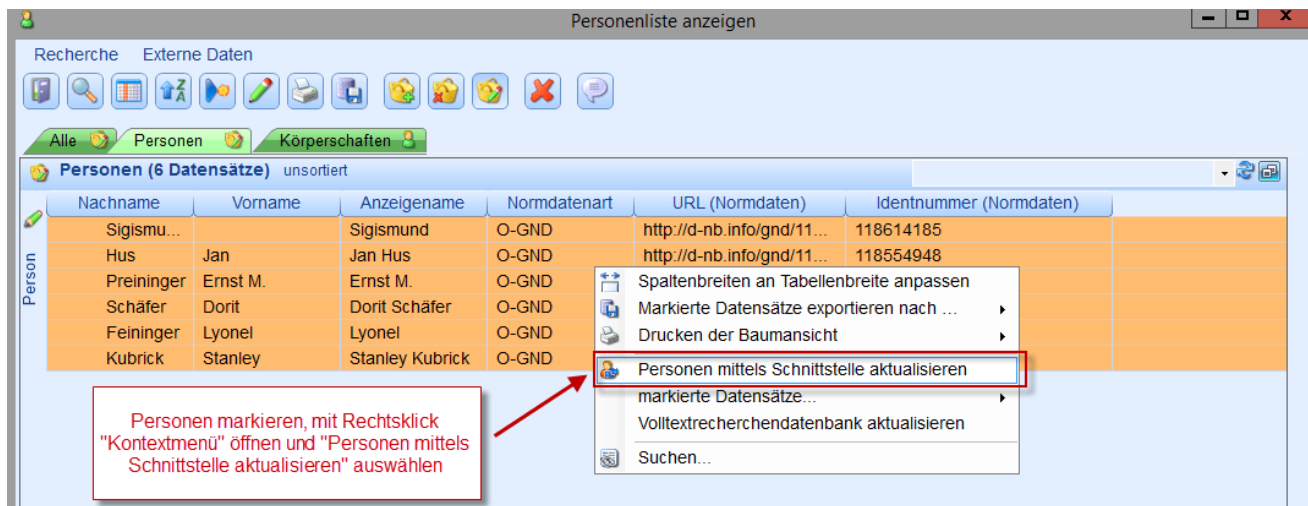 Personenliste anzeigen
Recherche Externe Daten
Alle Personen Körperschaften
Personen (6 Datensätze) unsortiert
Nachname Vorname Anzeigename Normdatenart URL (Normdaten) Identnummer (Normdaten)
Person
Sigismu... Sigismund O-GND http://d-nb.info/gnd/11... 118614185
Hus Jan Jan Hus O-GND http://d-nb.info/gnd/11... 118554948
Preininger Ernst M. Ernst M. O-GND
Schäfer Dorit Dorit Schäfer O-GND
Feininger Lyonel Lyonel O-GND
Kubrick Stanley Stanley Kubrick O-GND
Spaltenbreiten an Tabellenbreite anpassen
Markierte Datensätze exportieren nach ...
Drucken der Baumansicht
Personen mittels Schnittstelle aktualisieren
markierte Datensätze...
Volltextrecherchendatenbank aktualisieren
Suchen...
Personen markieren, mit Rechtsklick
"Kontextmenü" öffnen und "Personen mittels
Schnittstelle aktualisieren" auswählen